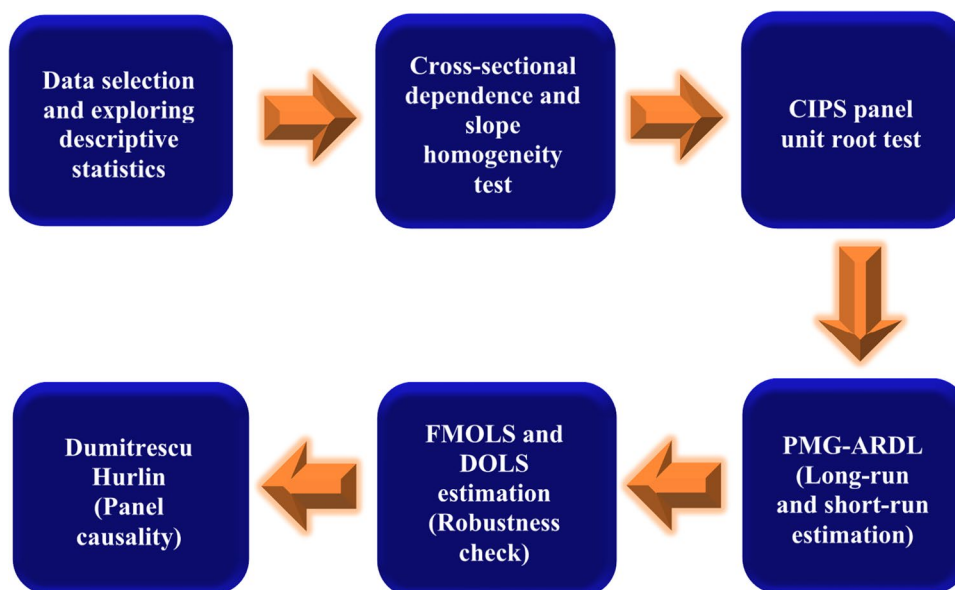 Data selection
and exploring
descriptive
statistics
Cross-sectional
dependence and
slope
homogeneity
test
CIPS panel
unit root test
PMG-ARDL
(Long-run
and short-run
estimation)
FMOLS and
DOLS
estimation
(Robustness
check)
Dumitrescu
Hurlin
(Panel
causality)